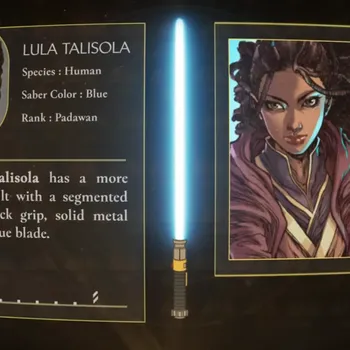 LULA TALISOLA
Species : Human
Saber Color : Blue
Rank : Padawan
alisola has a more
lt with a segmented
ck grip, solid metal
ue blade.